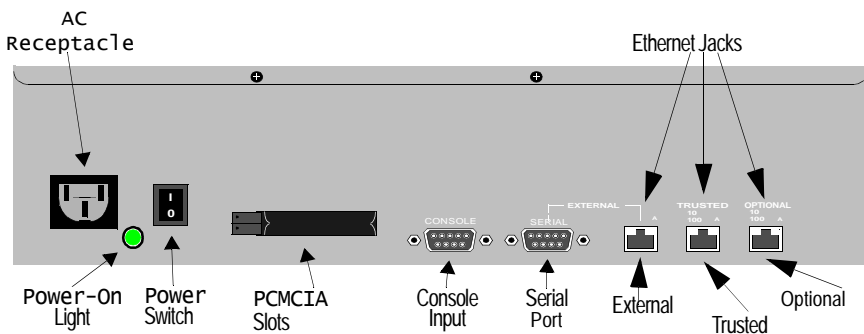 AC
Receptacle
Ethernet Jacks
I
0
CONSOLE
SERIAL
EXTERNAL
TRUSTED
10
100
OPTIONAL
10
100
Power-On
Light
Power
Switch
PCMCIA
Slots
Console
Input
Serial
Port
External
Trusted
Optional